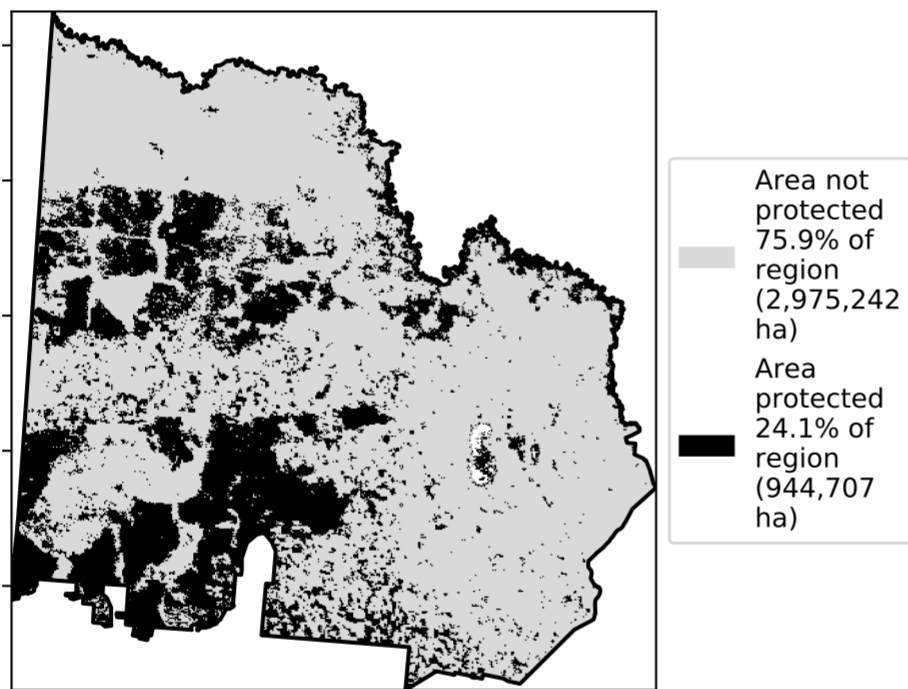 Area not
protected
75.9% of
region
(2,975,242
ha)
Area
protected
24.1% of
region
(944,707
ha)